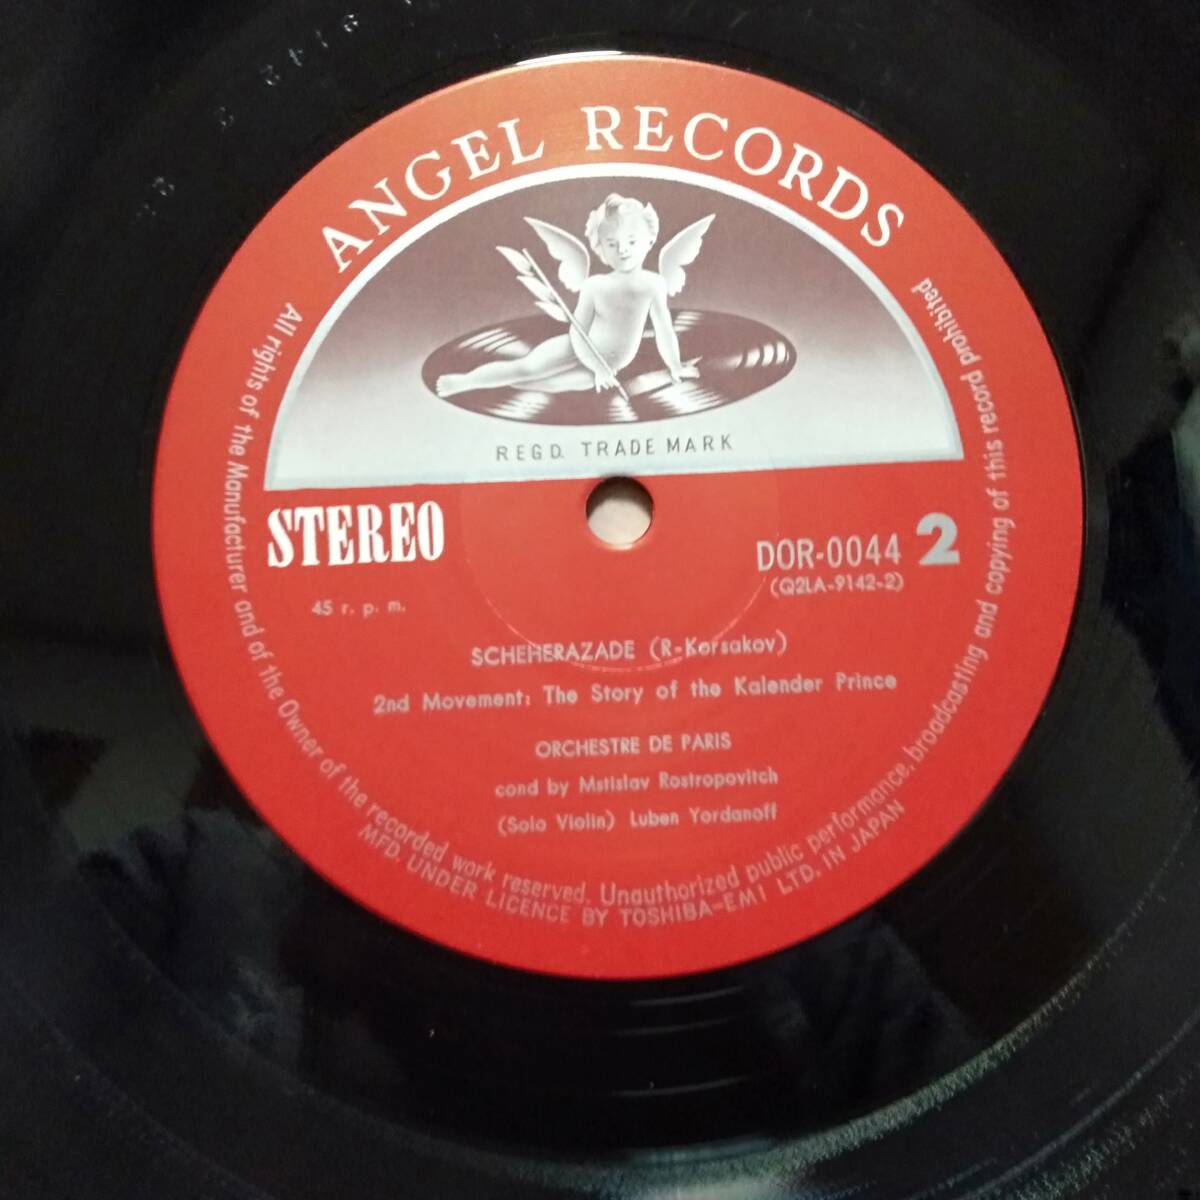 ANGEL RECORDS
REGD. TRADE MARK
STEREO
45 r. p. m.
DOR-0044 2
(Q2LA-9142-2)
SCHEHERAZADE (R-Korsakov)
2nd Movement: The Story of the Kalender Prince
ORCHESTRE DE PARIS
cond by Mstislav Rostropovitch
(Solo Violin) Luben Yordanoff
All rights of the Manufacturer and of the Owner of the recorded work reserved. Unauthorized public performance, broadcasting and copying of this record prohibited
MFD. UNDER LICENCE BY TOSHIBA-EMI LTD. IN JAPAN